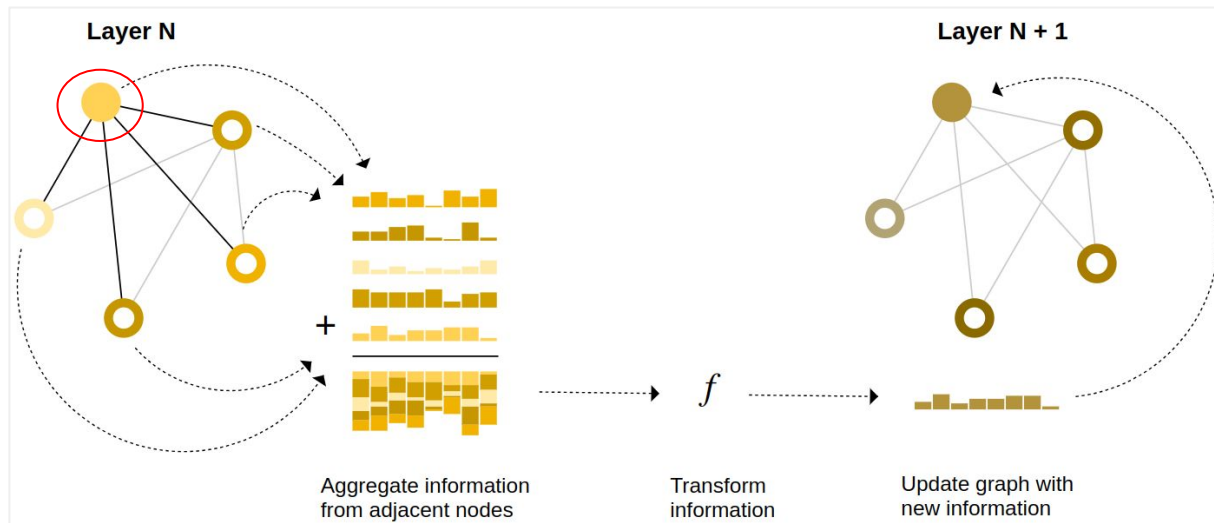 Layer N
Layer N + 1
+
f
Aggregate information
from adjacent nodes
Transform
information
Update graph with
new information